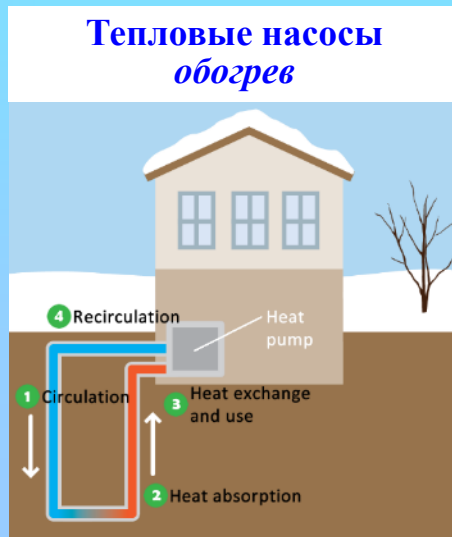 Тепловые насосы
обогрев
4 Recirculation
Heat
pump
1 Circulation
3 Heat exchange
and use
2 Heat absorption